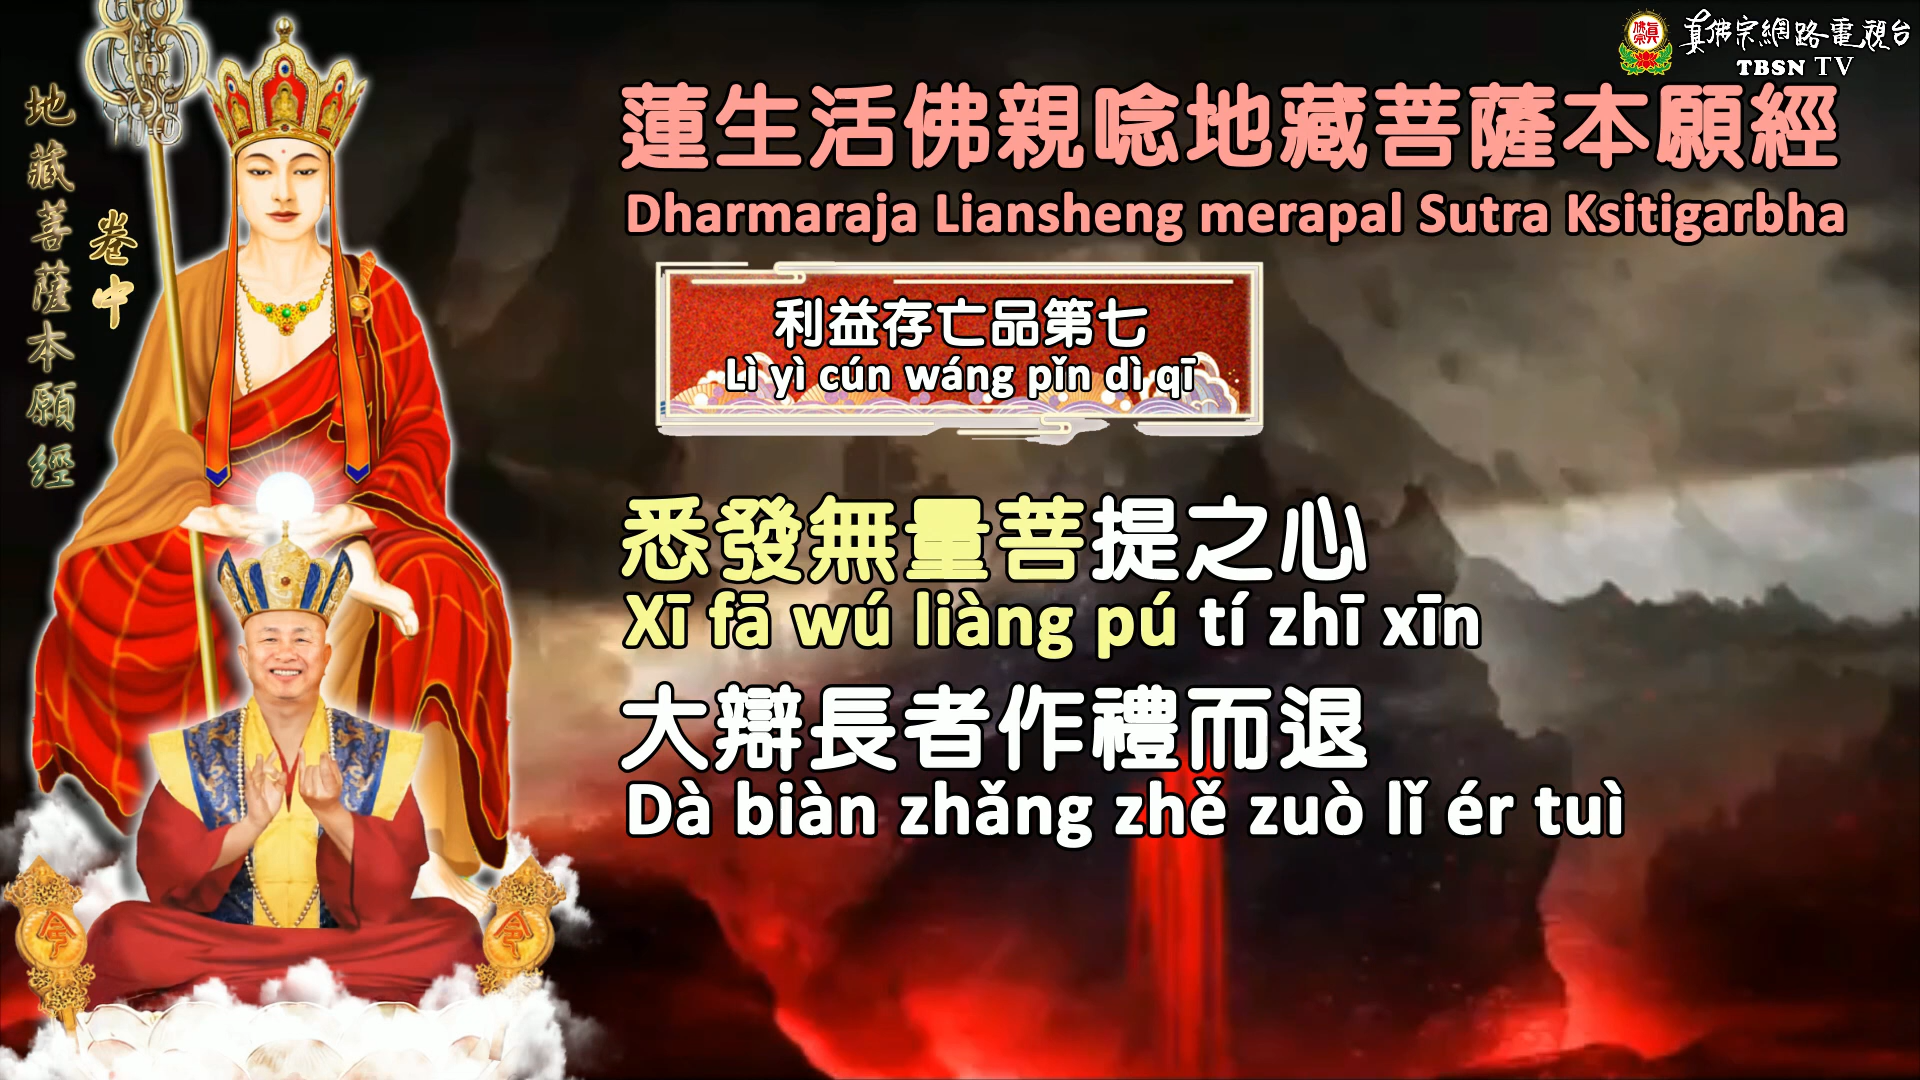 真佛宗網路電視台
TBSN TV
地藏菩薩本願經
卷中
蓮生活佛親唸地藏菩薩本願經
Dharmaraja Liansheng merapal Sutra Ksitigarbha
利益存亡品第七
Lì yì cún wáng pǐn dì qī
悉發無量菩提之心
Xī fā wú liàng pú tí zhī xīn
大辯長者作禮而退
Dà biàn zhǎng zhě zuò lǐ ér tuì
令
令